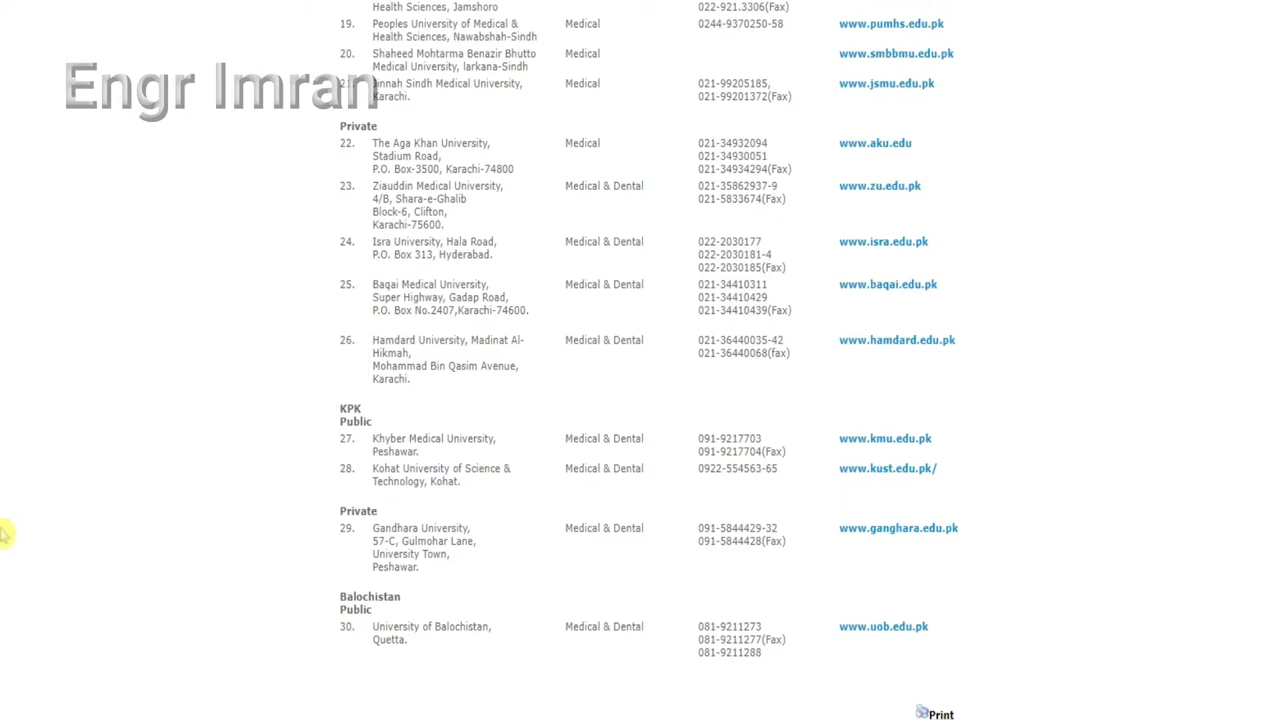 Health Sciences, Jamshoro 022-921.3306(Fax)
19. Peoples University of Medical & Medical 0244-9370250-58 www.pumhs.edu.pk
Health Sciences, Nawabshah-Sindh
20. Shaheed Mohtarma Benazir Bhutto Medical www.smbbmu.edu.pk
Medical University, larkana-Sindh
Engr Imran
21. Jinnah Sindh Medical University, Medical 021-99205185, www.jsmu.edu.pk
Karachi. 021-99201372(Fax)
Private
22. The Aga Khan University, Medical 021-34932094 www.aku.edu
Stadium Road, 021-34930051
P.O. Box-3500, Karachi-74800 021-34934294(Fax)
23. Ziauddin Medical University, Medical & Dental 021-35862937-9 www.zu.edu.pk
4/B, Shara-e-Ghalib 021-5833674(Fax)
Block-6, Clifton,
Karachi-75600.
24. Isra University, Hala Road, Medical & Dental 022-2030177 www.isra.edu.pk
P.O. Box 313, Hyderabad. 022-2030181-4
022-2030185(Fax)
25. Baqai Medical University, Medical & Dental 021-34410311 www.baqai.edu.pk
Super Highway, Gadap Road, 021-34410429
P.O. Box No.2407,Karachi-74600. 021-34410439(Fax)
26. Hamdard University, Madinat Al- Medical & Dental 021-36440035-42 www.hamdard.edu.pk
Hikmah, 021-36440068(fax)
Mohammad Bin Qasim Avenue,
Karachi.
KPK
Public
27. Khyber Medical University, Medical & Dental 091-9217703 www.kmu.edu.pk
Peshawar. 091-9217704(Fax)
28. Kohat University of Science & Medical & Dental 0922-554563-65 www.kust.edu.pk/
Technology, Kohat.
Private
29. Gandhara University, Medical & Dental 091-5844429-32 www.ganghara.edu.pk
57-C, Gulmohar Lane, 091-5844428(Fax)
University Town,
Peshawar.
Balochistan
Public
30. University of Balochistan, Medical & Dental 081-9211273 www.uob.edu.pk
Quetta. 081-9211277(Fax)
081-9211288
Print